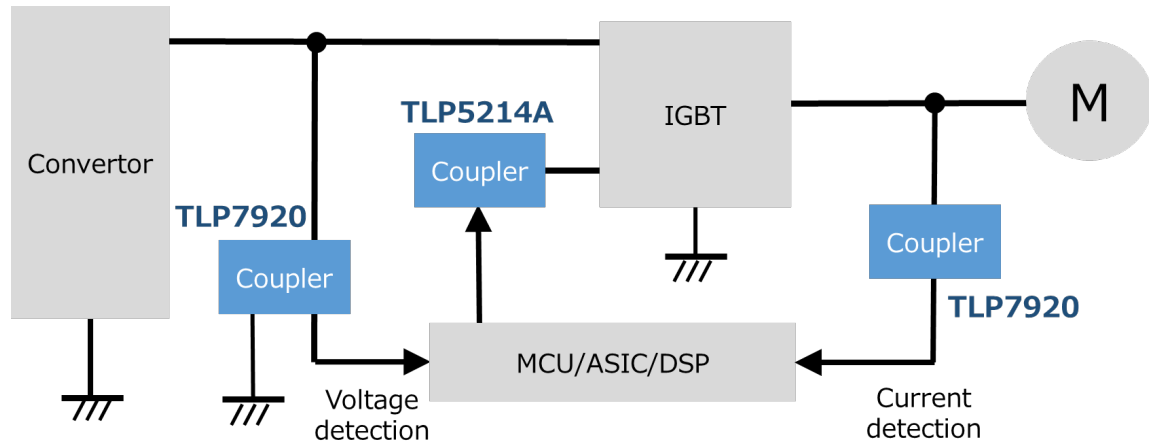 Convertor
TLP7920
Coupler
TLP5214A
Coupler
IGBT
M
Coupler
TLP7920
MCU/ASIC/DSP
Voltage
detection
Current
detection